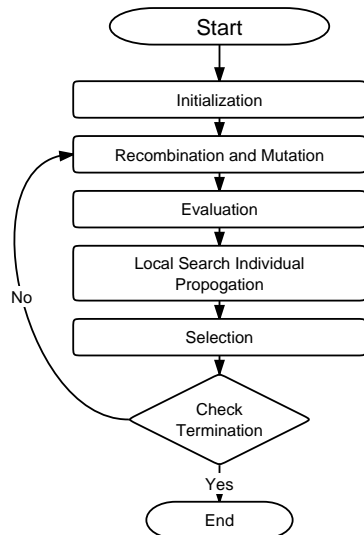 Start
Initialization
Recombination and Mutation
Evaluation
Local Search Individual
Propogation
Selection
No
Check
Termination
Yes
End